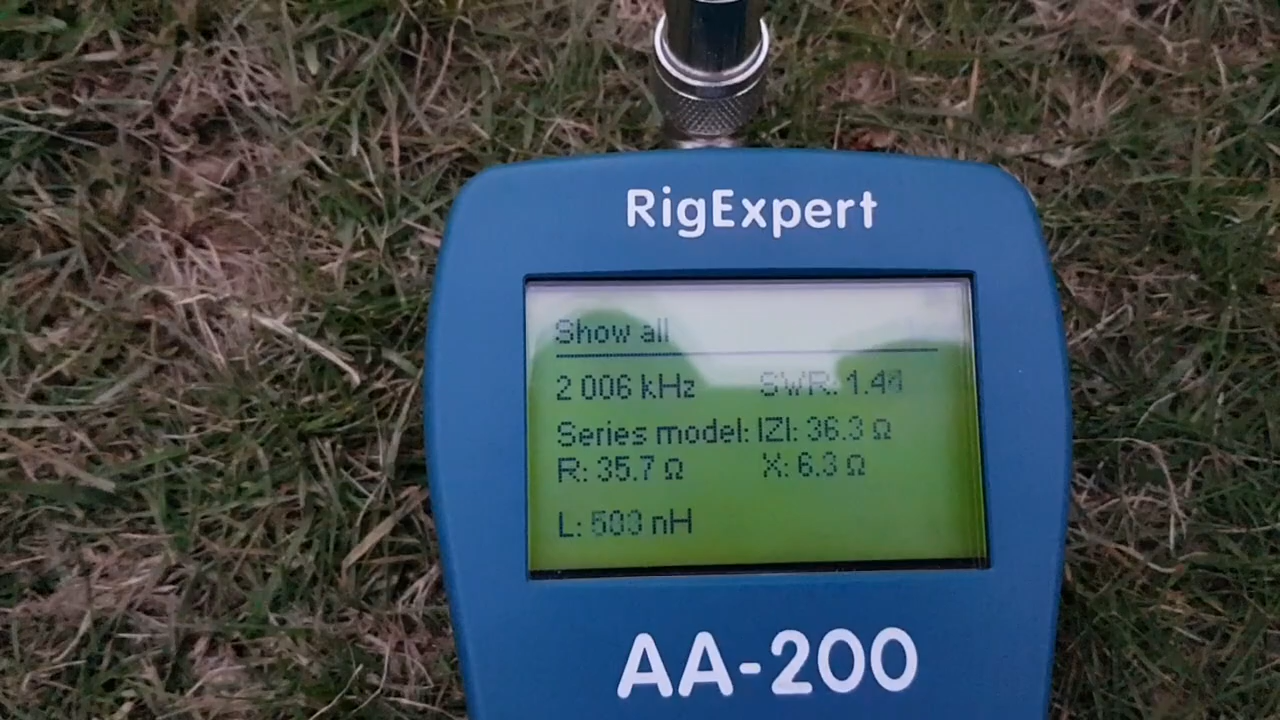 RigExpert
Show all
2 006 kHz SWR: 1.44
Series model: |Z|: 36.3 Ω
R: 35.7 Ω X: 6.3 Ω
L: 503 nH
AA-200